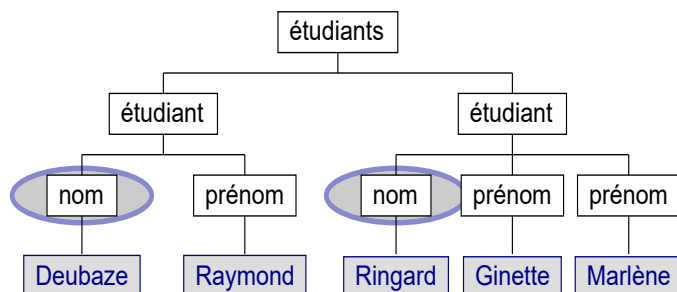 étudiants
étudiant étudiant
nom prénom nom prénom prénom
Deubaze Raymond Ringard Ginette Marlène